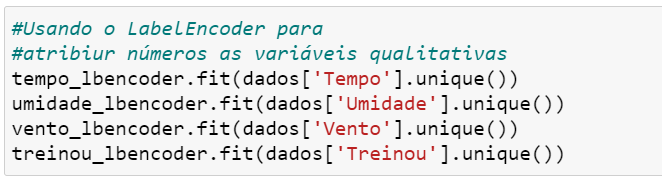 #Usando o LabelEncoder para
#atribiur números as variáveis qualitativas
tempo_lbencoder.fit(dados['Tempo'].unique())
umidade_lbencoder.fit(dados['Umidade'].unique())
vento_lbencoder.fit(dados['Vento'].unique())
treinou_lbencoder.fit(dados['Treinou'].unique())